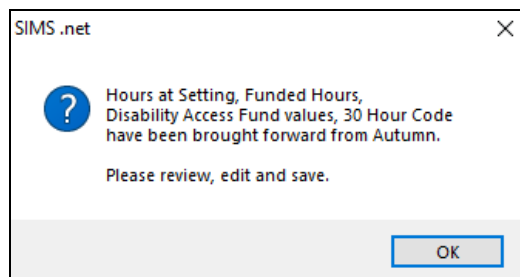 SIMS .net
Hours at Setting, Funded Hours,
Disability Access Fund values, 30 Hour Code
have been brought forward from Autumn.
Please review, edit and save.
OK